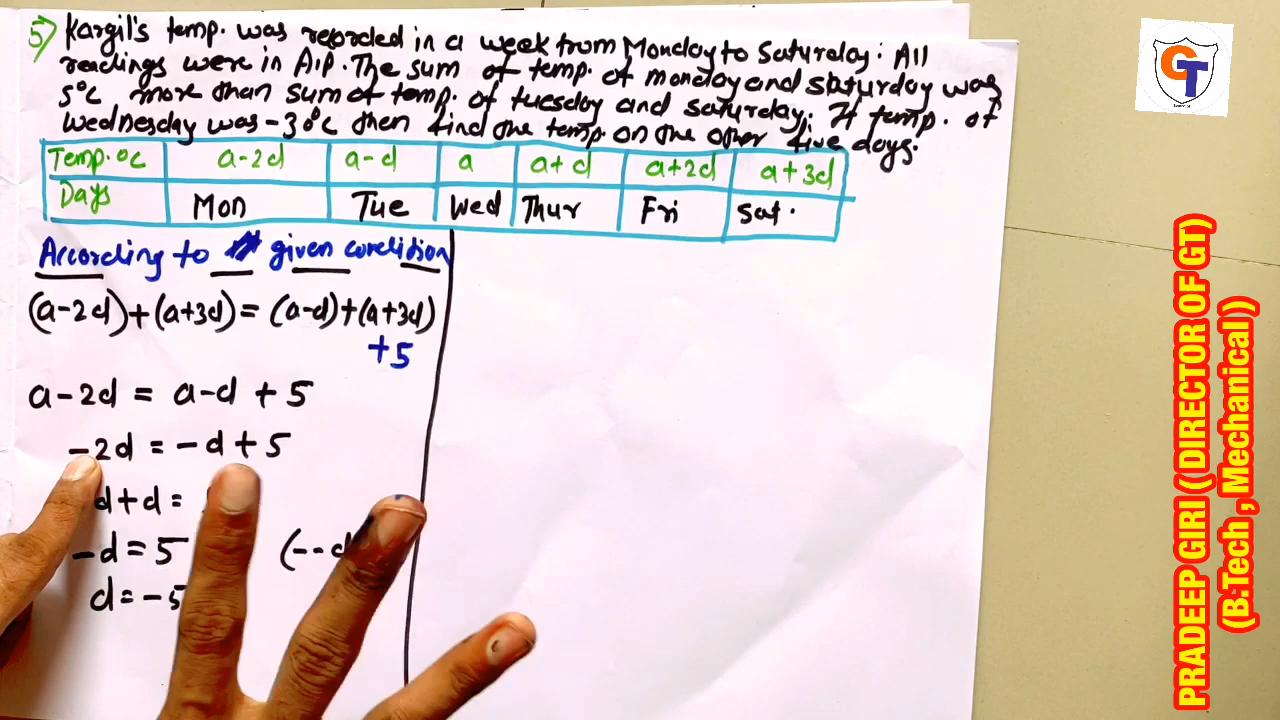 5) Kargil's temp. was recorded in a week from Monday to Saturday. All
readings were in A.P. The sum of temp. of monday and saturday was
5°C more than sum of temp. of tuesday and saturday. If temp. of
Wednesday was -30°C then find the temp. on the other five days.
Temp. °C a-2d a-d a a+d a+2d a+3d
Days Mon Tue Wed Thur Fri Sat.
According to given condition
(a-2d)+(a+3d) = (a-d)+(a+3d)
+5
a-2d = a-d + 5
-2d = -d + 5
d+d =
-d = 5 (--d
d = -5
GT
PRADEEP GIRI (( DIRECTOR OF GT)
(B.Tech , Mechanical )